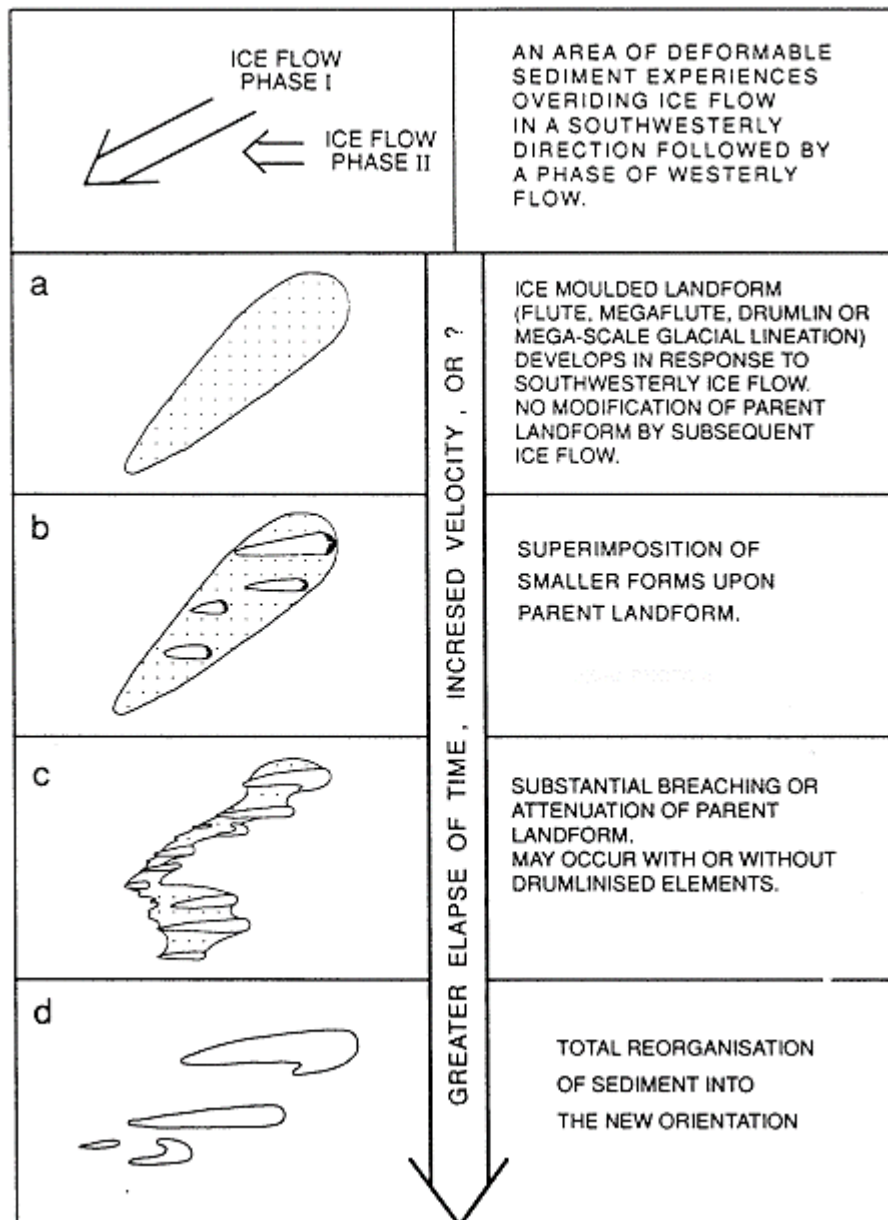 ICE FLOW
PHASE I
ICE FLOW
PHASE II
AN AREA OF DEFORMABLE
SEDIMENT EXPERIENCES
OVERIDING ICE FLOW
IN A SOUTHWESTERLY
DIRECTION FOLLOWED BY
A PHASE OF WESTERLY
FLOW.
a
ICE MOULDED LANDFORM
(FLUTE, MEGAFLUTE, DRUMLIN OR
MEGA-SCALE GLACIAL LINEATION)
DEVELOPS IN RESPONSE TO
SOUTHWESTERLY ICE FLOW.
NO MODIFICATION OF PARENT
LANDFORM BY SUBSEQUENT
ICE FLOW.
b
SUPERIMPOSITION OF
SMALLER FORMS UPON
PARENT LANDFORM.
c
SUBSTANTIAL BREACHING OR
ATTENUATION OF PARENT
LANDFORM.
MAY OCCUR WITH OR WITHOUT
DRUMLINISED ELEMENTS.
d
TOTAL REORGANISATION
OF SEDIMENT INTO
THE NEW ORIENTATION
GREATER ELAPSE OF TIME, INCRESED VELOCITY, OR ?